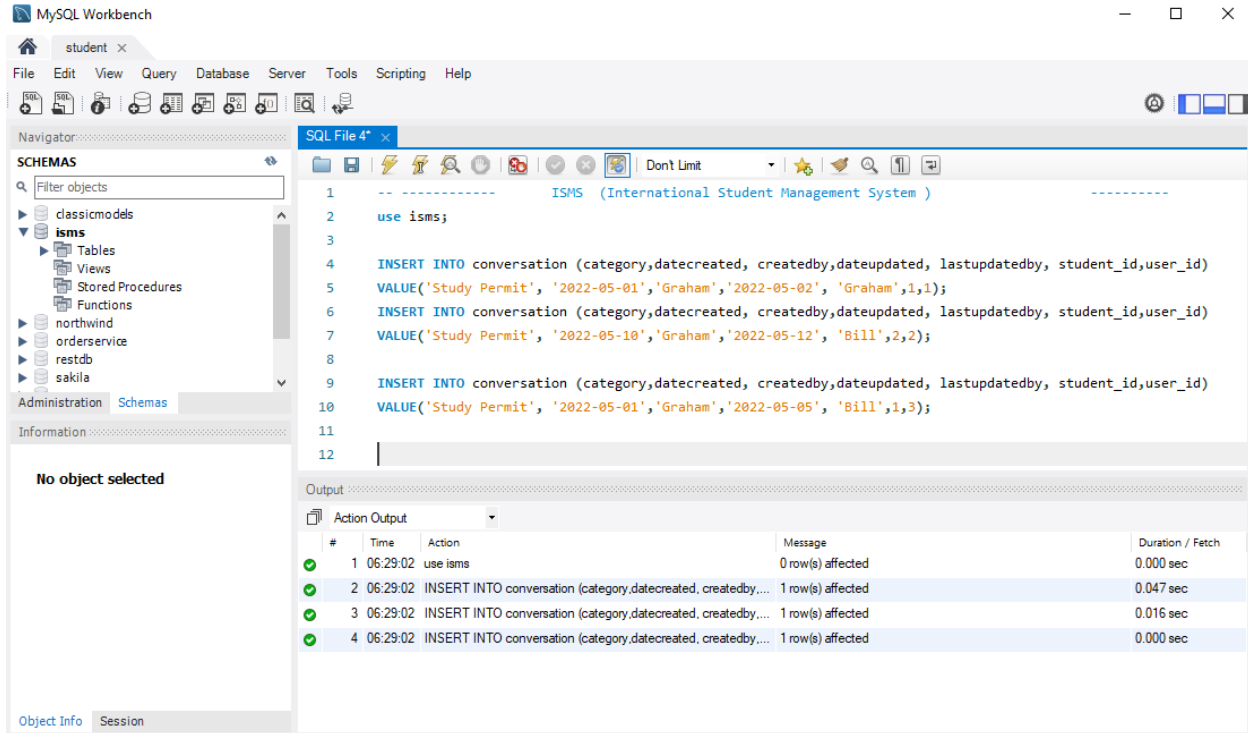 MySQL Workbench
student
File Edit View Query Database Server Tools Scripting Help
Navigator
SCHEMAS
Filter objects
classicmodels
isms
Tables
Views
Stored Procedures
Functions
northwind
orderservice
restdb
sakila
Administration Schemas
Information
No object selected
Object Info Session
SQL File 4*
Don't Limit
1 -- ------------ ISMS (International Student Management System ) ----------
2 use isms;
3
4 INSERT INTO conversation (category,datecreated, createdby,dateupdated, lastupdatedby, student_id,user_id)
5 VALUE('Study Permit', '2022-05-01','Graham','2022-05-02', 'Graham',1,1);
6 INSERT INTO conversation (category,datecreated, createdby,dateupdated, lastupdatedby, student_id,user_id)
7 VALUE('Study Permit', '2022-05-10','Graham','2022-05-12', 'Bill',2,2);
8
9 INSERT INTO conversation (category,datecreated, createdby,dateupdated, lastupdatedby, student_id,user_id)
10 VALUE('Study Permit', '2022-05-01','Graham','2022-05-05', 'Bill',1,3);
11
12
Output
Action Output
# Time Action Message Duration / Fetch
1 06:29:02 use isms 0 row(s) affected 0.000 sec
2 06:29:02 INSERT INTO conversation (category,datecreated, createdby,... 1 row(s) affected 0.047 sec
3 06:29:02 INSERT INTO conversation (category,datecreated, createdby,... 1 row(s) affected 0.016 sec
4 06:29:02 INSERT INTO conversation (category,datecreated, createdby,... 1 row(s) affected 0.000 sec